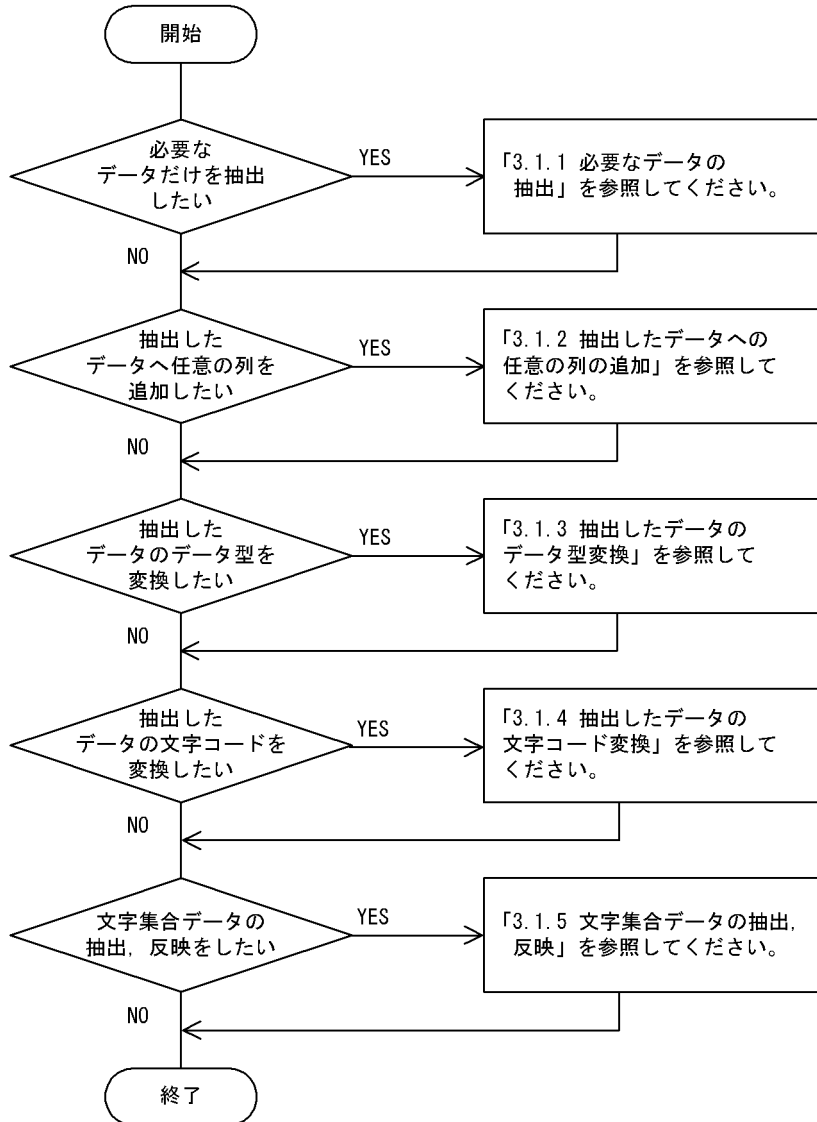 開始
必要な
データだけを抽出
したい
YES
「3.1.1 必要なデータの
抽出」を参照してください。
NO
抽出した
データへ任意の列を
追加したい
YES
「3.1.2 抽出したデータへの
任意の列の追加」を参照して
ください。
NO
抽出した
データのデータ型を
変換したい
YES
「3.1.3 抽出したデータの
データ型変換」を参照して
ください。
NO
抽出した
データの文字コードを
変換したい
YES
「3.1.4 抽出したデータの
文字コード変換」を参照して
ください。
NO
文字集合データの
抽出，反映をしたい
YES
「3.1.5 文字集合データの抽出，
反映」を参照してください。
NO
終了